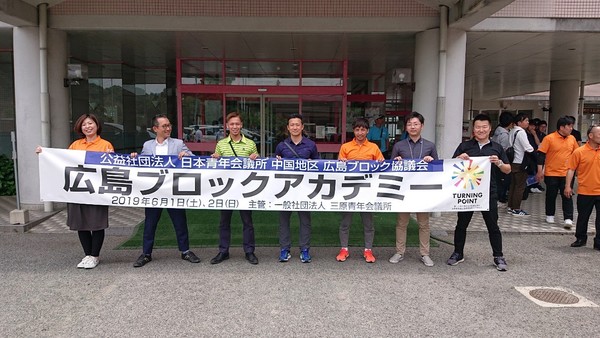 公益社団法人 日本青年会議所 中国地区 広島ブロック協議会
広島ブロックアカデミー
2019年6月1日(土)、2日(日) 主管:一般社団法人 三原青年会議所
TURNING
POINT